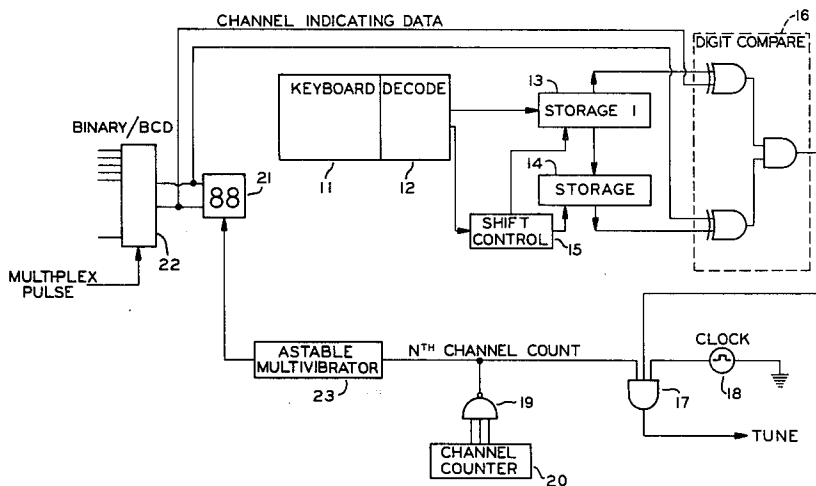 CHANNEL INDICATING DATA
16
DIGIT COMPARE
KEYBOARD DECODE
13
STORAGE 1
BINARY/BCD
88
21
11
12
14
STORAGE
SHIFT
CONTROL
15
22
MULTIPLEX
PULSE
ASTABLE
MULTIVIBRATOR
23
NTH CHANNEL COUNT
CLOCK
18
17
19
TUNE
CHANNEL
COUNTER
20